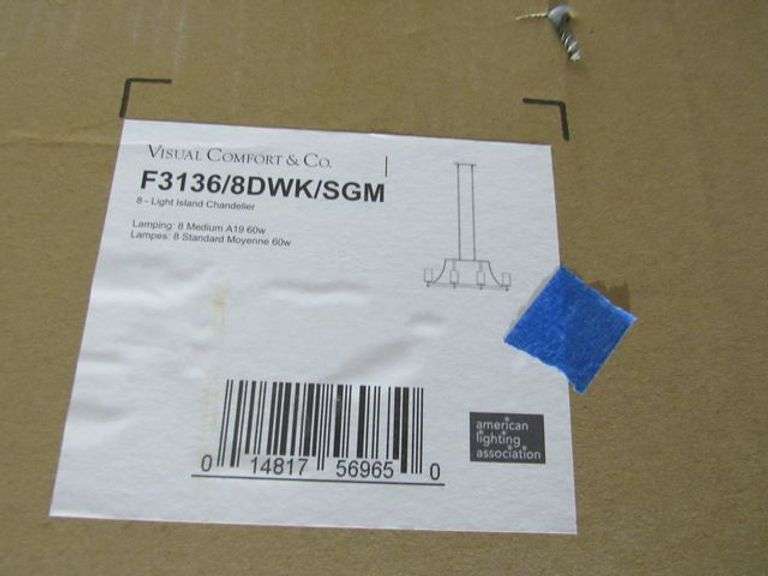 VISUAL COMFORT & CO.
F3136/8DWK/SGM
8 - Light Island Chandelier
Lamping: 8 Medium A19 60w
Lampes: 8 Standard Moyenne 60w
american
lighting
association
0 14817 56965 0